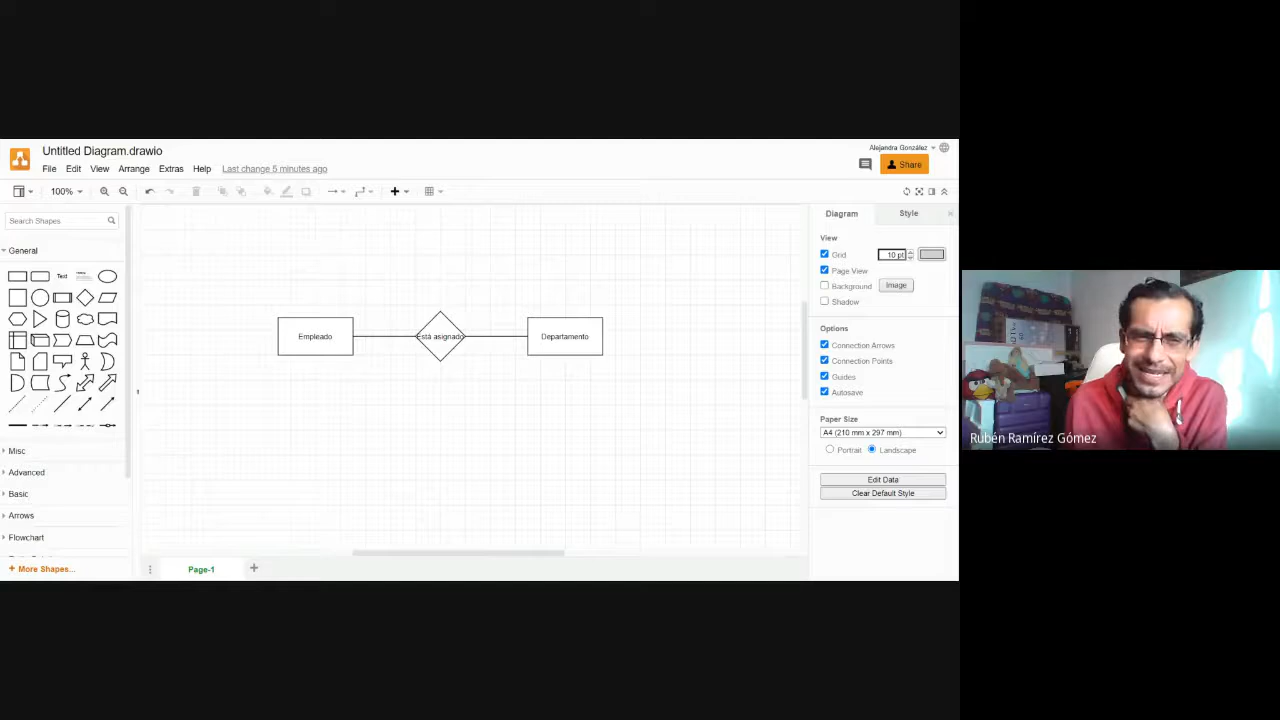 Untitled Diagram.drawio
Alejandra González
File Edit View Arrange Extras Help Last change 5 minutes ago
Share
100%
Search Shapes
Diagram Style
General
View
Text
Grid 10 pt
Page View
Background Image
Shadow
Empleado Está asignado Departamento
Options
Connection Arrows
Connection Points
Guides
Autosave
Paper Size
A4 (210 mm x 297 mm)
Rubén Ramírez Gómez
Portrait Landscape
Misc
Advanced
Edit Data
Basic
Clear Default Style
Arrows
Flowchart
+ More Shapes...
Page-1